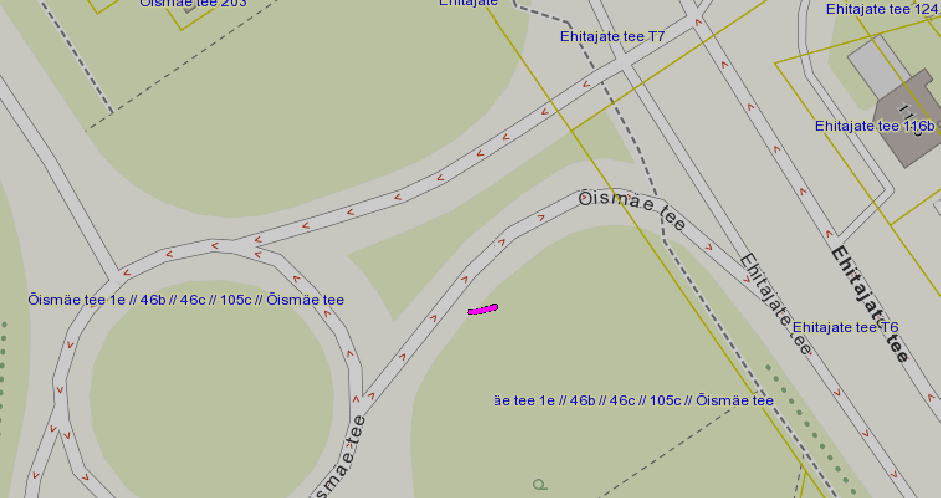 Õismäe tee 203
Ehitajate
Ehitajate tee 124
Ehitajate tee T7
Ehitajate tee 116b
Õismäe tee
Ehitajate tee
Ehitajate tee
Õismäe tee 1e // 46b // 46c // 105c // Õismäe tee
Ehitajate tee T6
äe tee 1e // 46b // 46c // 105c // Õismäe tee
smäe tee